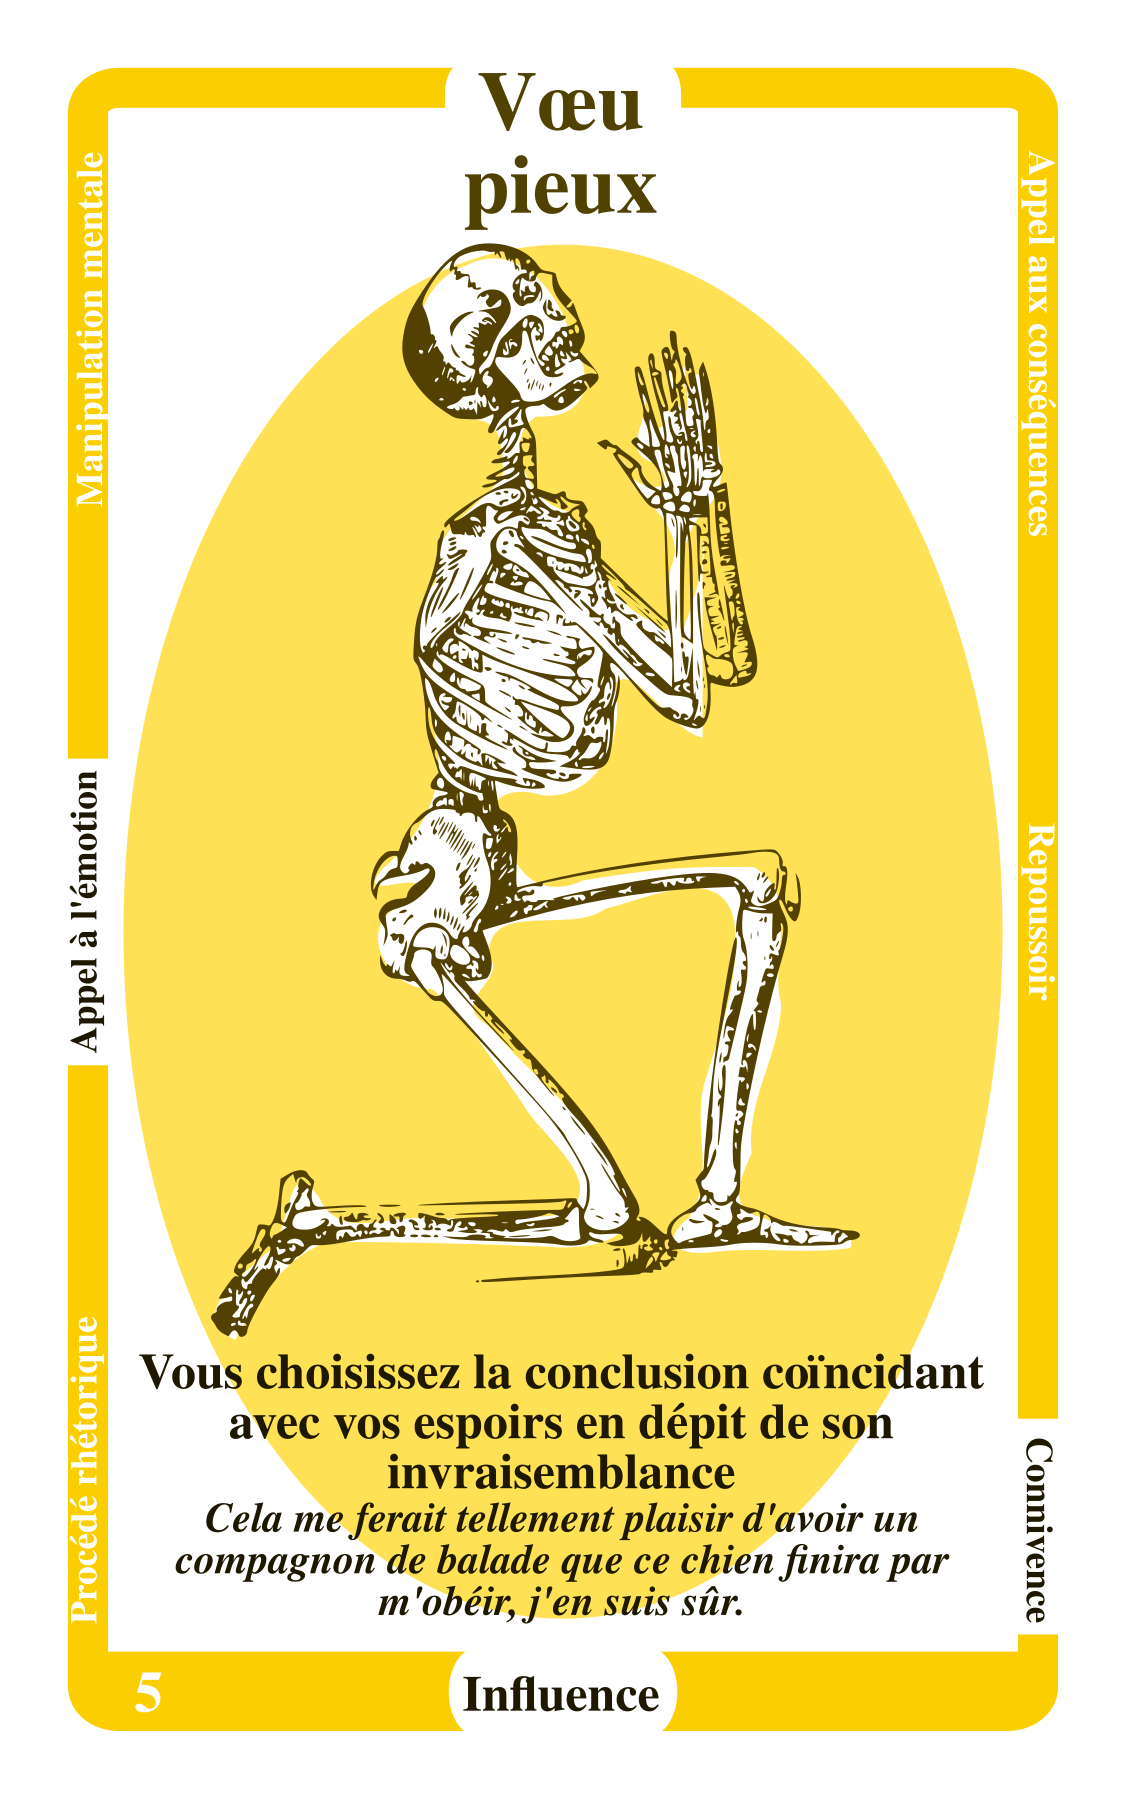 Vœu
pieux
Manipulation mentale
Appel à l'émotion
Procédé rhétorique
Appel aux conséquences
Repoussoir
Connivence
Vous choisissez la conclusion coïncidant
avec vos espoirs en dépit de son
invraisemblance
Cela me ferait tellement plaisir d'avoir un
compagnon de balade que ce chien finira par
m'obéir, j'en suis sûr.
5
Influence